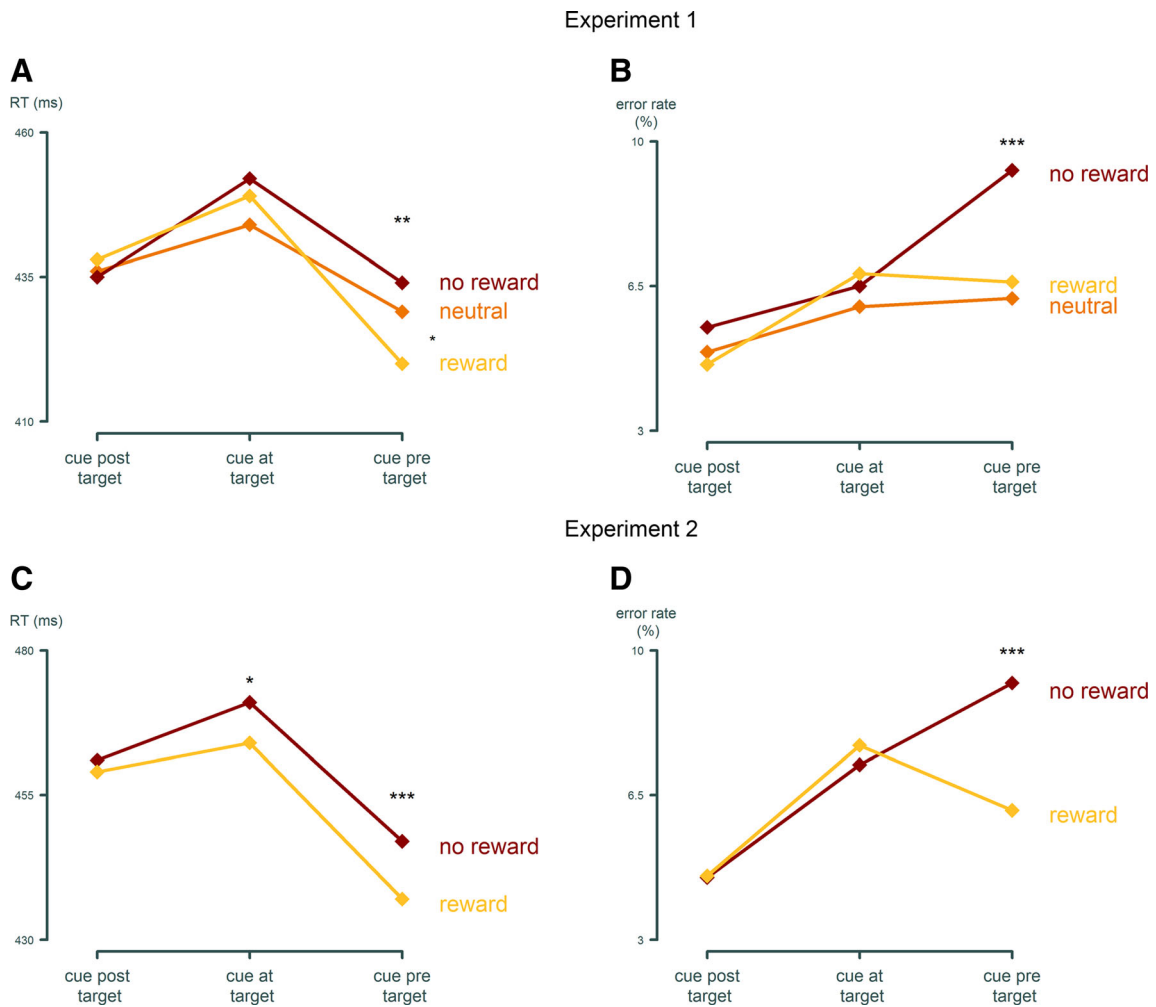 Experiment 1
A
RT (ms)
460
435
410
**
no reward
neutral
*
reward
cue post
target
cue at
target
cue pre
target
B
error rate
(%)
10
6.5
3
***
no reward
reward
neutral
cue post
target
cue at
target
cue pre
target
Experiment 2
C
RT (ms)
480
455
430
*
***
no reward
reward
cue post
target
cue at
target
cue pre
target
D
error rate
(%)
10
6.5
3
***
no reward
reward
cue post
target
cue at
target
cue pre
target